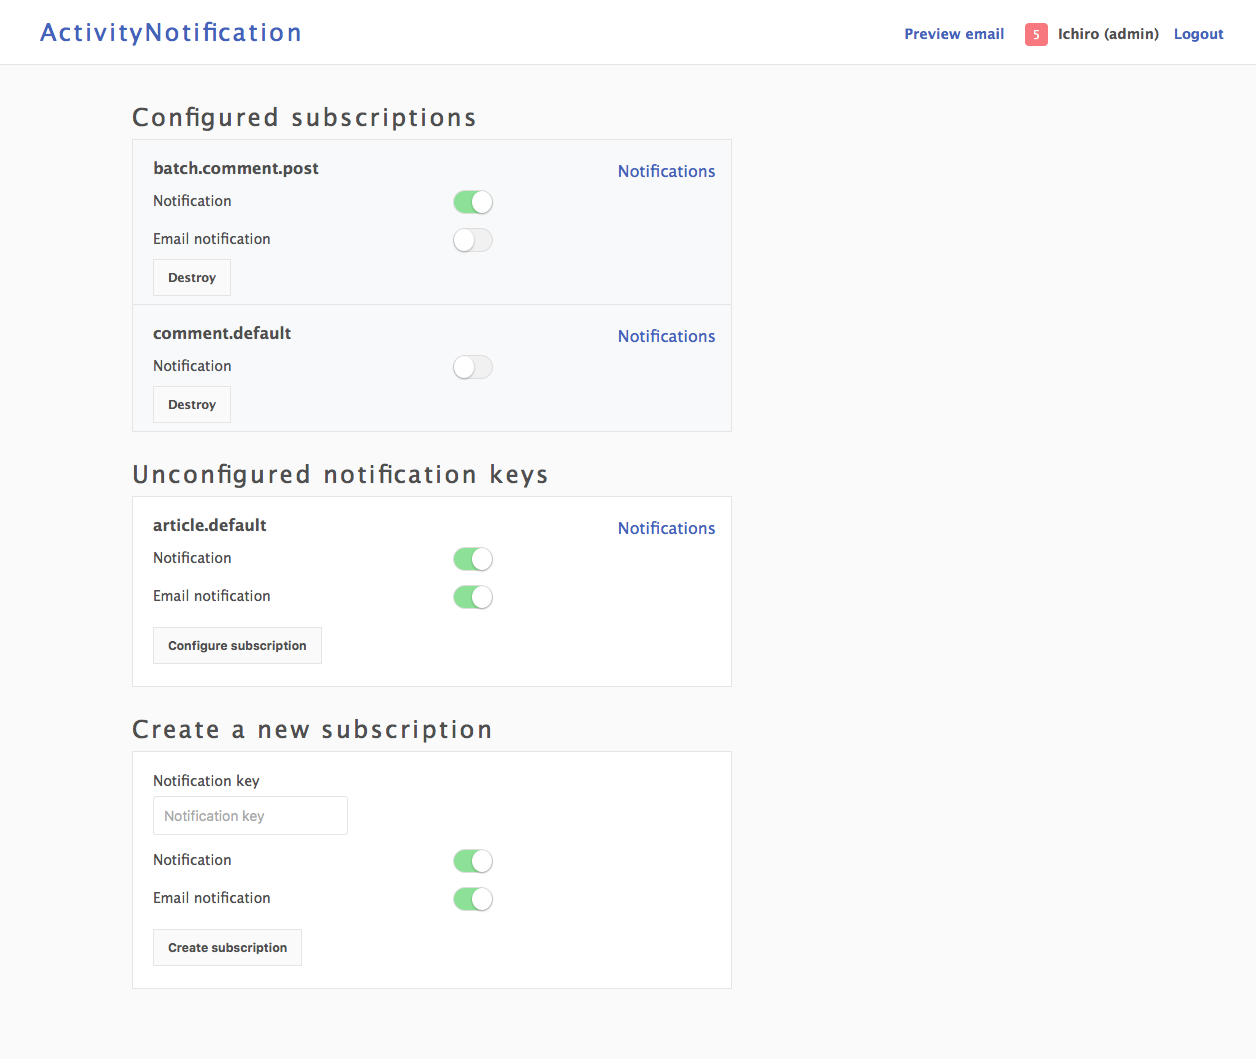 ActivityNotification
Preview email 5 Ichiro (admin) Logout
Configured subscriptions
batch.comment.post Notifications
Notification
Email notification
Destroy
comment.default Notifications
Notification
Destroy
Unconfigured notification keys
article.default Notifications
Notification
Email notification
Configure subscription
Create a new subscription
Notification key
Notification key
Notification
Email notification
Create subscription